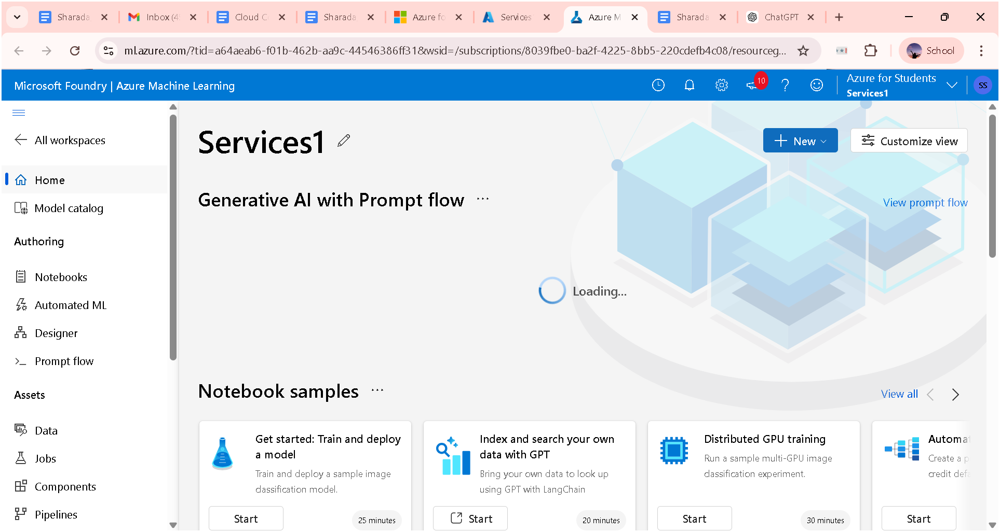 Sharada
Inbox (4
Cloud C
Sharada
Azure fo
Services
Azure M
Sharada
ChatGPT
ml.azure.com/?tid=a64aeab6-f01b-462b-aa9c-44546386ff31&wsid=/subscriptions/8039fbe0-ba2f-4225-8bb5-220cdefb4c08/resourceg...
School
Microsoft Foundry | Azure Machine Learning
10
Azure for Students
Services1
SS
All workspaces
Home
Model catalog
Authoring
Notebooks
Automated ML
Designer
Prompt flow
Assets
Data
Jobs
Components
Pipelines
Services1
New
Customize view
Generative AI with Prompt flow
View prompt flow
Loading...
Notebook samples
View all
Get started: Train and deploy
a model
Train and deploy a sample image
classification model.
Start
25 minutes
Index and search your own
data with GPT
Bring your own data to look up
using GPT with LangChain
Start
20 minutes
Distributed GPU training
Run a sample multi-GPU image
classification experiment.
Start
30 minutes
Automat
Create a p
credit defa
Start